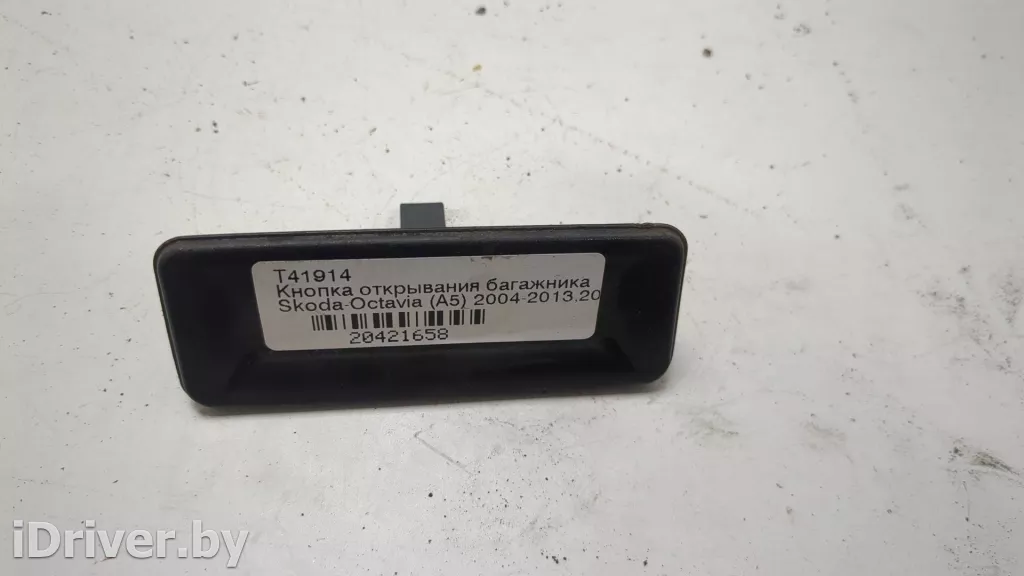 T41914
Кнопка открывания багажника
Skoda-Octavia (A5) 2004-2013.20
20421658
iDriver.by